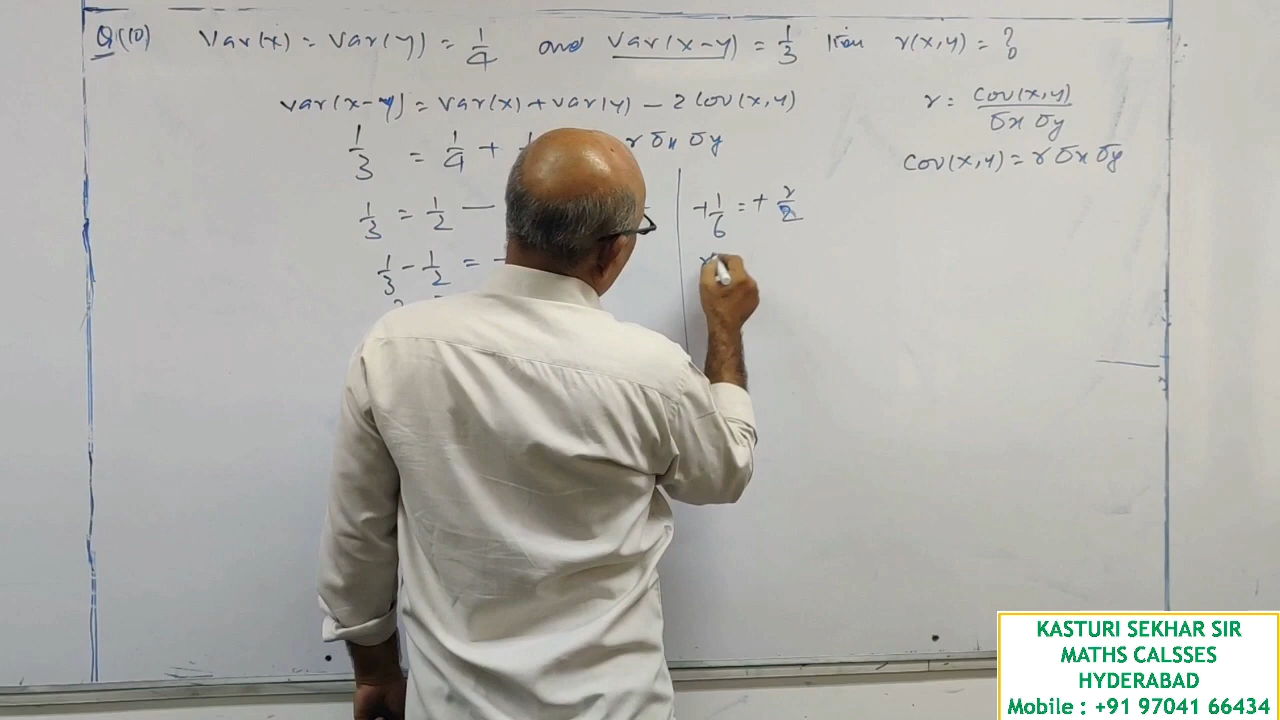 Q(10) Var(x) = Var(y) = 1/4 and Var(x-y) = 1/3 then r(x,y) = ?
var(x-y) = var(x) + var(y) - 2 cov(x,y)
r = cov(x,y)/σx σy
1/3 = 1/4 + r σx σy
cov(x,y) = r σx σy
1/3 = 1/2 -
+1/6 = + r/2
1/3 - 1/2 = -
KASTURI SEKHAR SIR
MATHS CALSSES
HYDERABAD
Mobile : +91 97041 66434